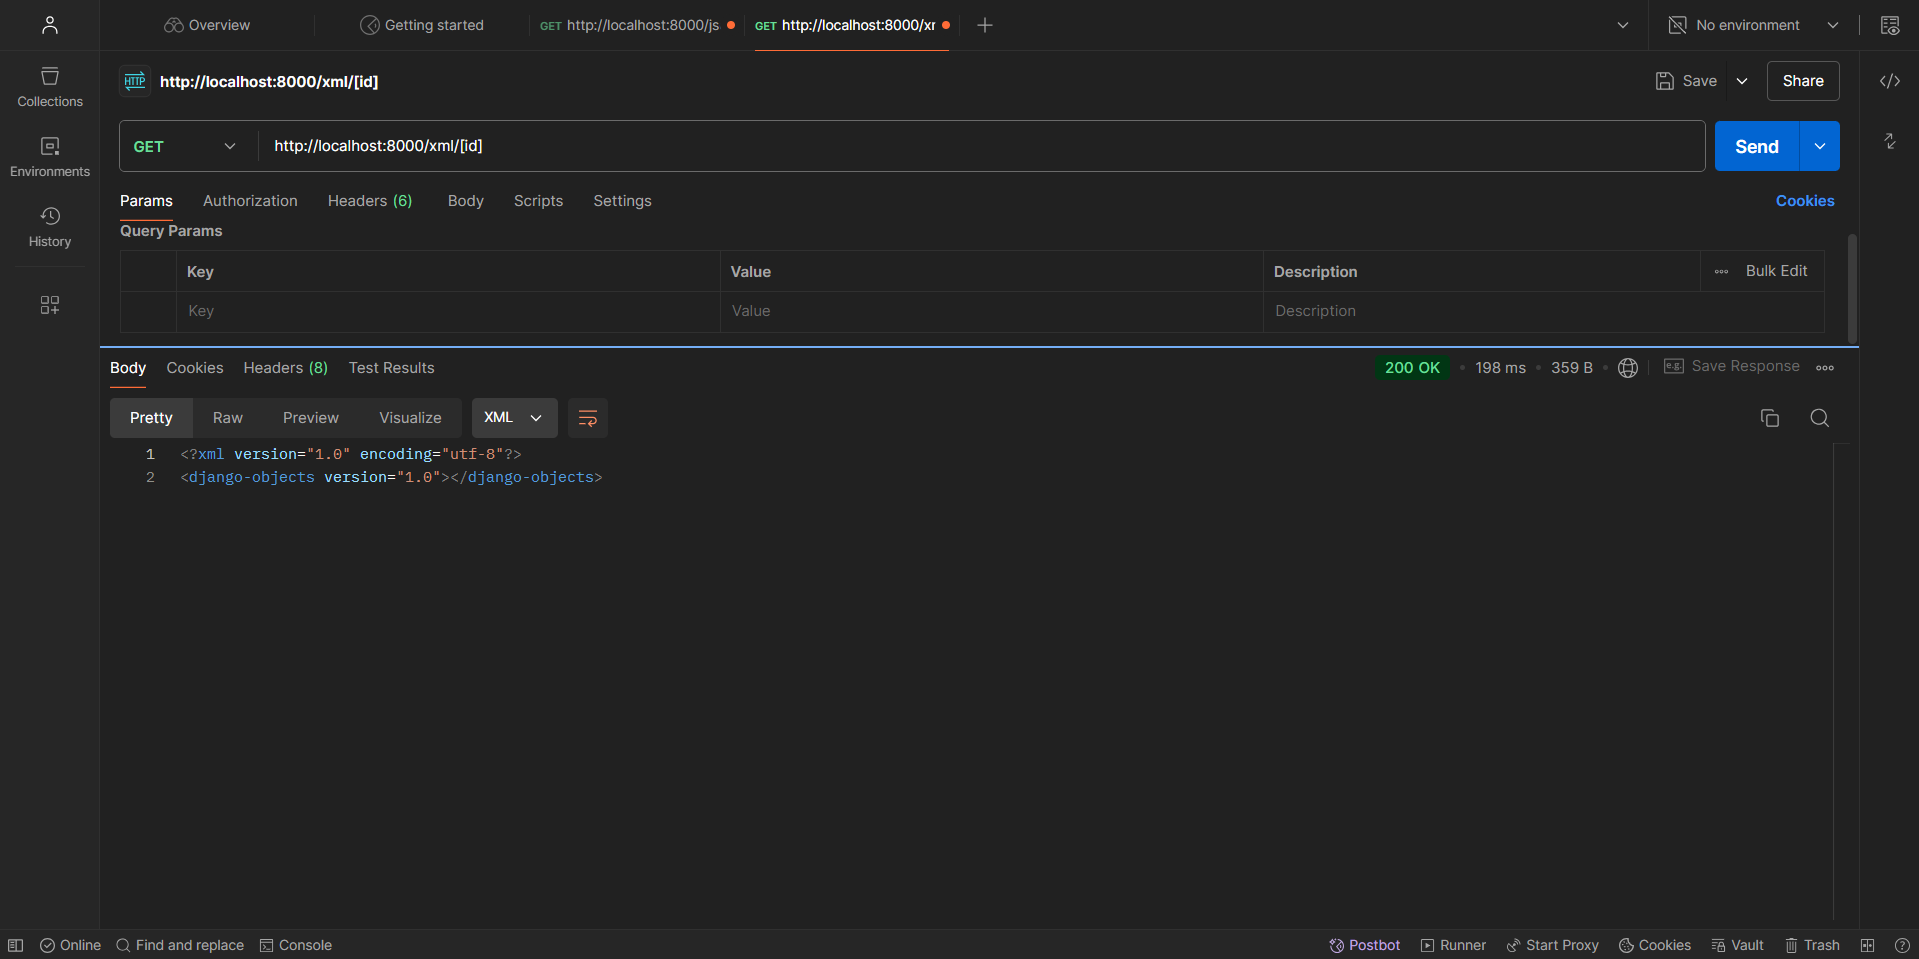 Overview
Getting started
GET http://localhost:8000/js
GET http://localhost:8000/xr
No environment
Collections
Environments
History
HTTP http://localhost:8000/xml/[id]
Save
Share
GET http://localhost:8000/xml/[id]
Send
Params Authorization Headers (6) Body Scripts Settings Cookies
Query Params
Key Value Description Bulk Edit
Key Value Description
Body Cookies Headers (8) Test Results 200 OK • 198 ms • 359 B • e.g. Save Response
Pretty Raw Preview Visualize XML
1 <?xml version="1.0" encoding="utf-8"?>
2 <django-objects version="1.0"></django-objects>
Online Find and replace Console Postbot Runner Start Proxy Cookies Vault Trash